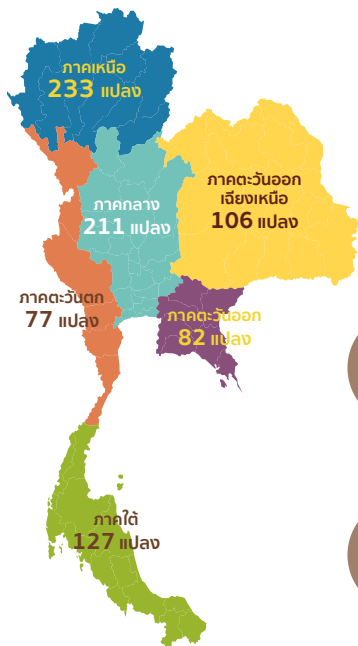 ภาคเหนือ
233 แปลง
ภาคตะวันออก
เฉียงเหนือ
106 แปลง
ภาคกลาง
211 แปลง
ภาคตะวันตก
77 แปลง
ภาคตะวันออก
82 แปลง
ภาคใต้
127 แปลง